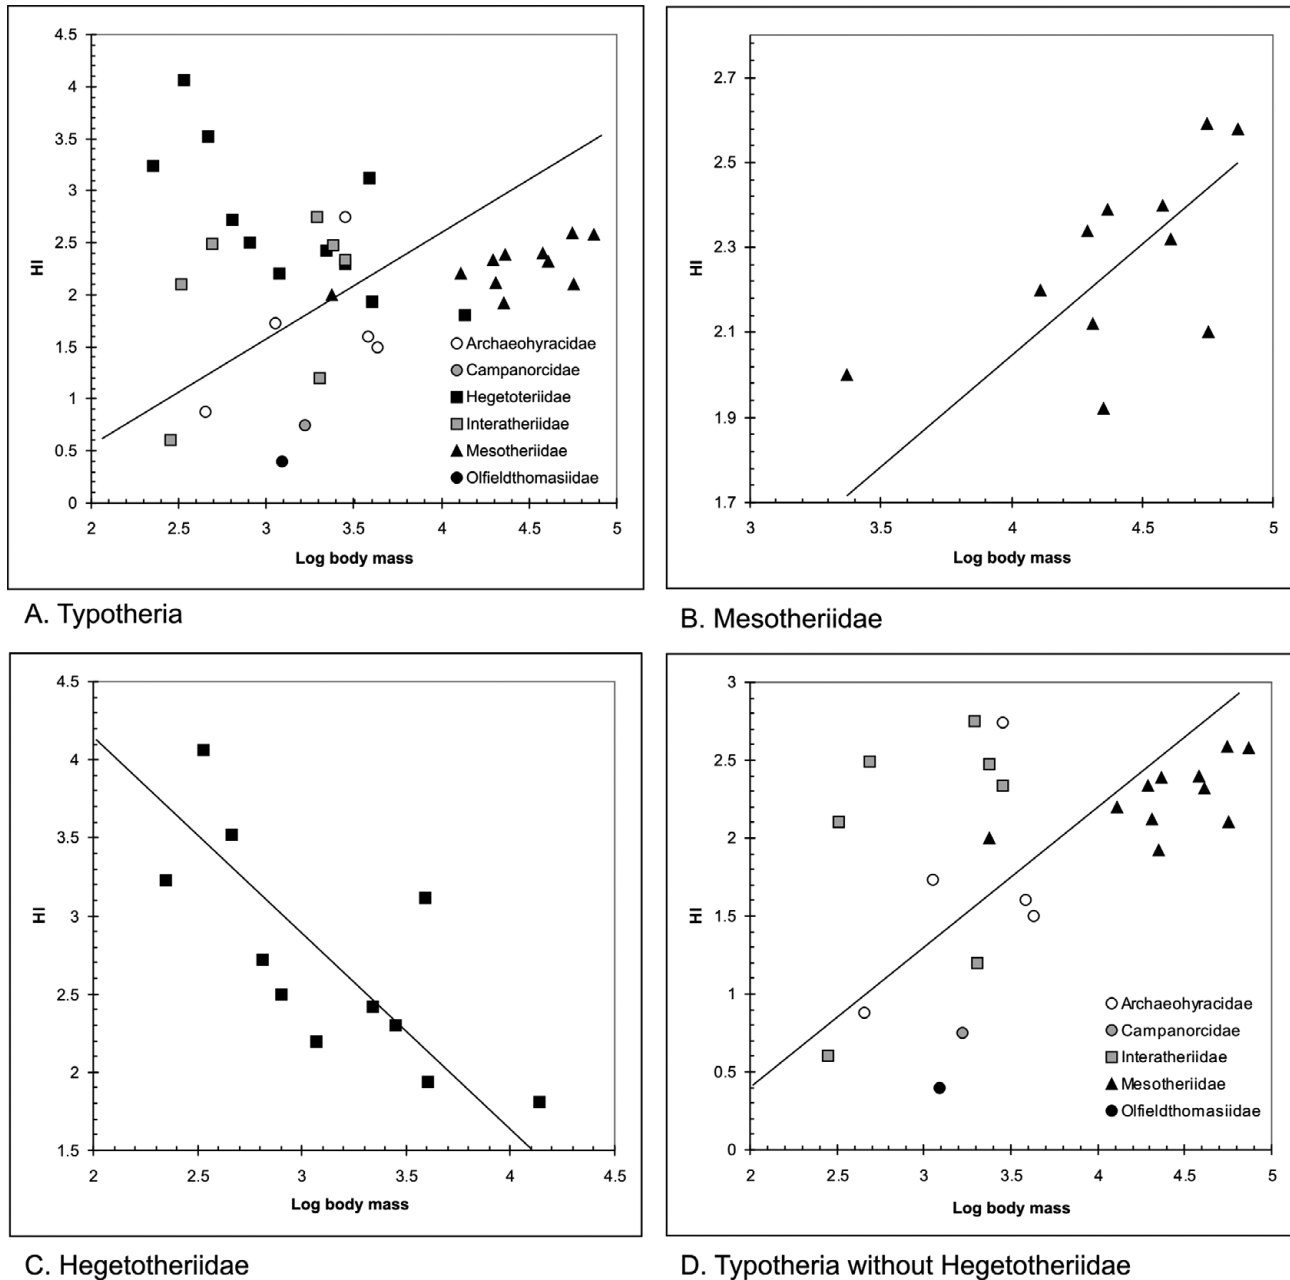 4.5
4
3.5
3
2.5
2
1.5
1
0.5
0
HI
2 2.5 3 3.5 4 4.5 5
Log body mass
Archaeohyracidae
Campanorcidae
Hegetoteriidae
Interatheriidae
Mesotheriidae
Olfieldthomasiidae
A. Typotheria
2.7
2.5
2.3
2.1
1.9
1.7
HI
3 3.5 4 4.5 5
Log body mass
B. Mesotheriidae
4.5
4
3.5
3
2.5
2
1.5
HI
2 2.5 3 3.5 4 4.5
Log body mass
C. Hegetotheriidae
3
2.5
2
1.5
1
0.5
0
HI
2 2.5 3 3.5 4 4.5 5
Log body mass
Archaeohyracidae
Campanorcidae
Interatheriidae
Mesotheriidae
Olfieldthomasiidae
D. Typotheria without Hegetotheriidae